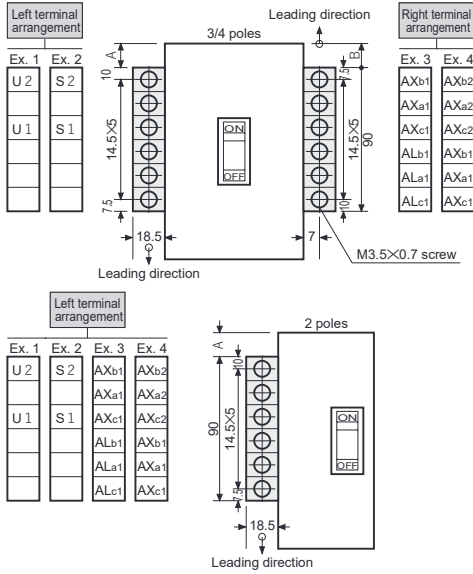 Left terminal
arrangement
Leading direction
Right terminal
arrangement
3/4 poles
Ex. 1 Ex. 2
Ex. 3 Ex. 4
A
B
U2 S2
U1 S1
10
14.5×5
7.5
ON
OFF
7.5
14.5×5
90
10
AXb1 AXb2
AXa1 AXa2
AXc1 AXc2
ALb1 AXb1
ALa1 AXa1
ALc1 AXc1
18.5
7
M3.5×0.7 screw
Leading direction
Left terminal
arrangement
2 poles
Ex. 1 Ex. 2 Ex. 3 Ex. 4
A
U2 S2 AXb1 AXb2
AXa1 AXa2
U1 S1 AXc1 AXc2
ALb1 AXb1
ALa1 AXa1
ALc1 AXc1
10
90
14.5×5
7.5
ON
OFF
18.5
Leading direction